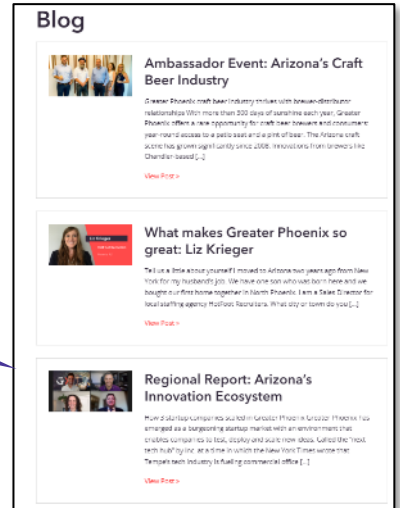 Blog
Ambassador Event: Arizona's Craft
Beer Industry
Greater Phoenix craft beer industry thrives with brewer-distributor
relationships With more than 300 days of sunshine each year, Greater
Phoenix offers a rare opportunity for craft beer brewers and consumers:
year-round access to a patio seat and a pint of beer. The Arizona craft
scene has grown significantly since 2008. Innovations from brewers like
Chandler-based [...]
View Post >
Liz Krieger
What makes Greater Phoenix so
great: Liz Krieger
Tell us a little about yourself I moved to Arizona two years ago from New
York for my husband's job. We have one son who was born here and we
bought our first home together in North Phoenix. I am a Sales Director for
local staffing agency HotFoot Recruiters. What city or town do you [...]
View Post >
Regional Report: Arizona's
Innovation Ecosystem
How 3 startup companies scaled in Greater Phoenix Greater Phoenix has
emerged as a burgeoning startup market with an environment that
enables companies to test, deploy and scale new ideas. Called the "next
tech hub" by Inc. at a time in which the New York Times wrote that
Tempe's tech industry is fueling commercial office [...]
View Post >